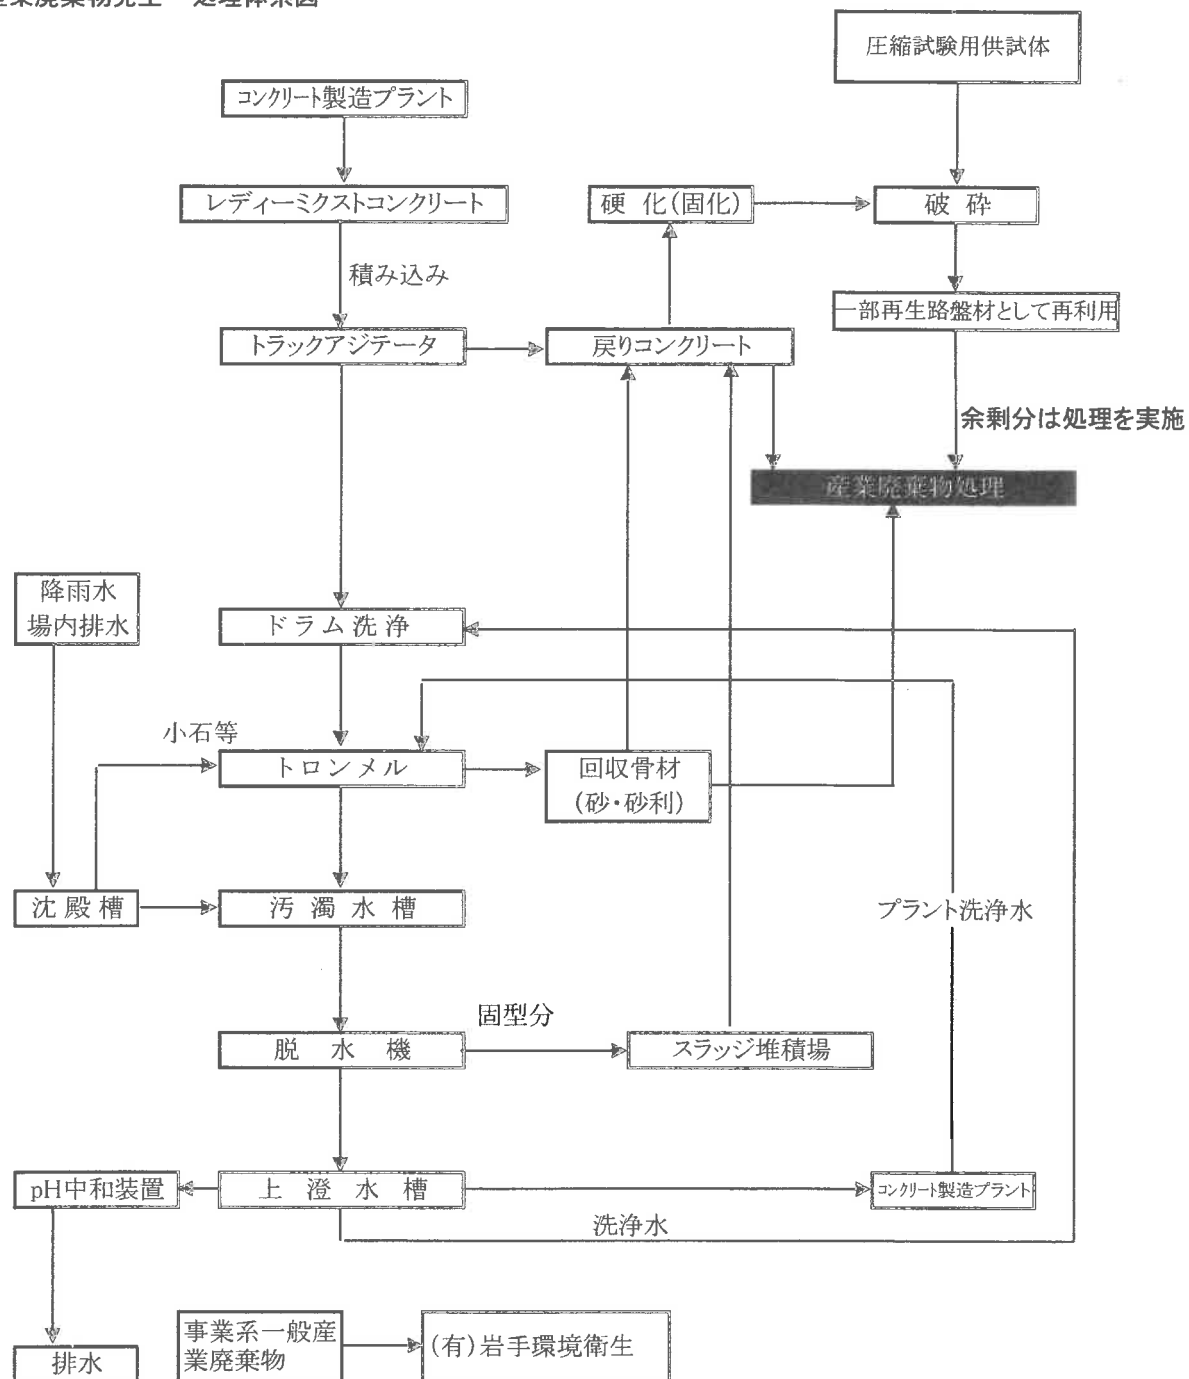 産業廃棄物発生 処理体系図
圧縮試験用供試体
コンクリート製造プラント
レディーミクストコンクリート
硬 化(固化)
破 砕
積み込み
一部再生路盤材として再利用
トラックアジテータ
戻りコンクリート
余剰分は処理を実施
産業廃棄物処理
降雨水
場内排水
ドラム洗浄
小石等
トロンメル
回収骨材
(砂・砂利)
沈殿槽
汚 濁 水 槽
プラント洗浄水
固型分
脱 水 機
スラッジ堆積場
pH中和装置
上 澄 水 槽
コンクリート製造プラント
洗浄水
事業系一般産
業廃棄物
(有)岩手環境衛生
排水